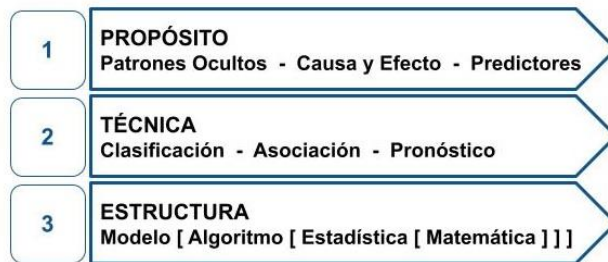 1
PROPÓSITO
Patrones Ocultos - Causa y Efecto - Predictores
2
TÉCNICA
Clasificación - Asociación - Pronóstico
3
ESTRUCTURA
Modelo [ Algoritmo [ Estadística [ Matemática ] ] ]